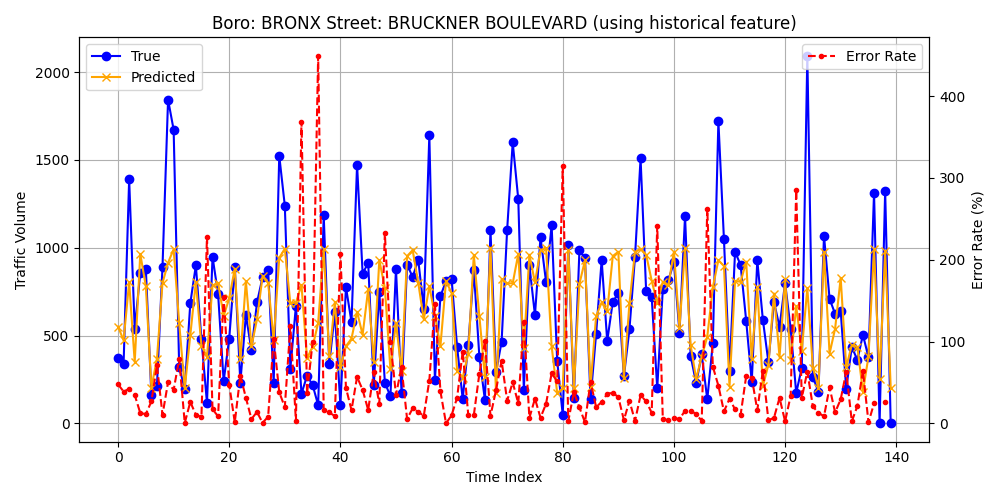 Boro: BRONX Street: BRUCKNER BOULEVARD (using historical feature)
True
Predicted
Error Rate
Traffic Volume
2000
1500
1000
500
0
Error Rate (%)
400
300
200
100
0
0 20 40 60 80 100 120 140
Time Index